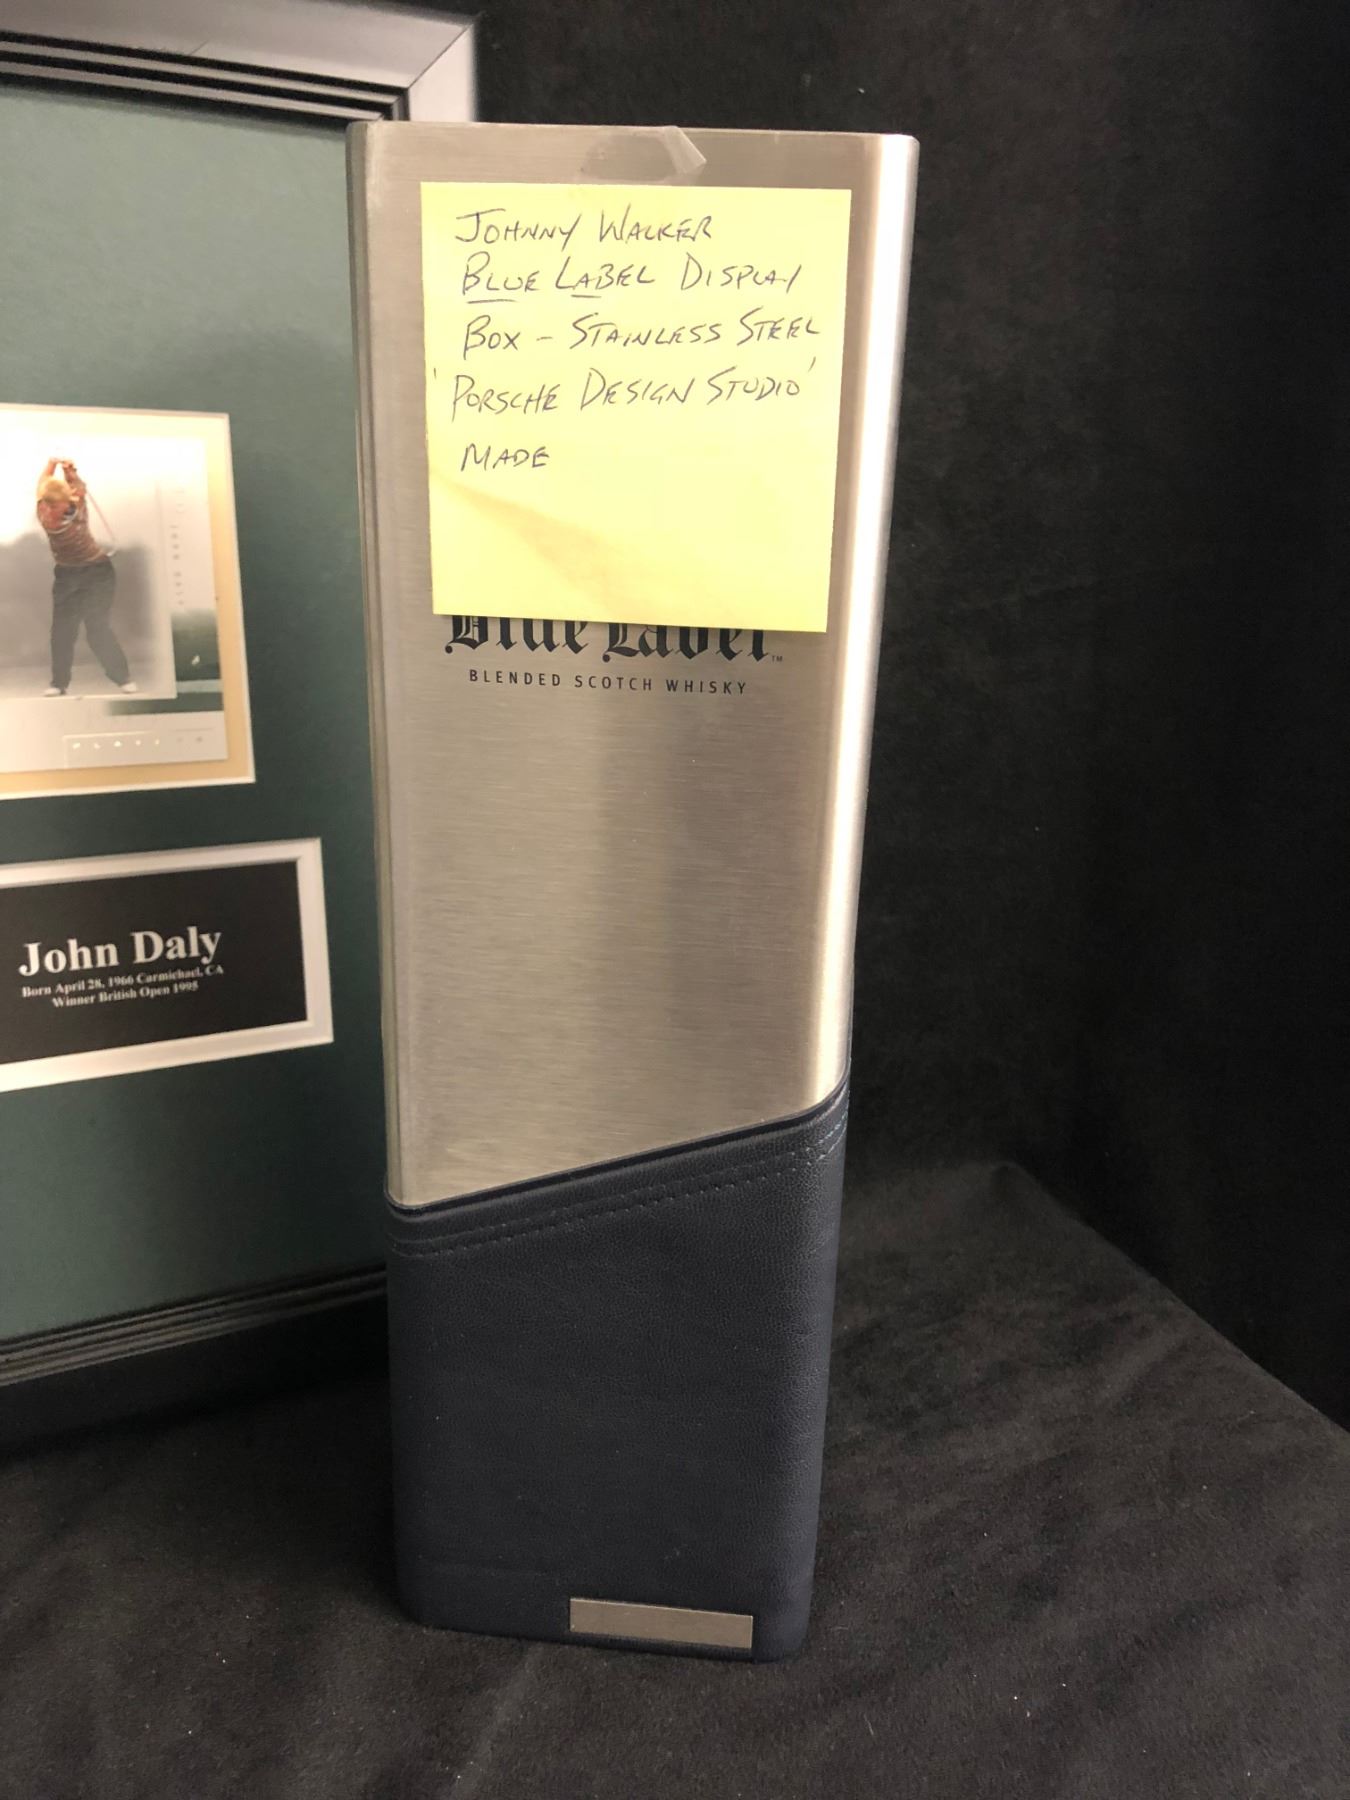 JOHNNY WALKER
BLUE LABEL DISPLAY
BOX - STAINLESS STEEL
'PORSCHE DESIGN STUDIO'
MADE
Blue Label™
BLENDED SCOTCH WHISKY
John Daly
Born April 28, 1966 Carmichael, CA
Winner British Open 1995